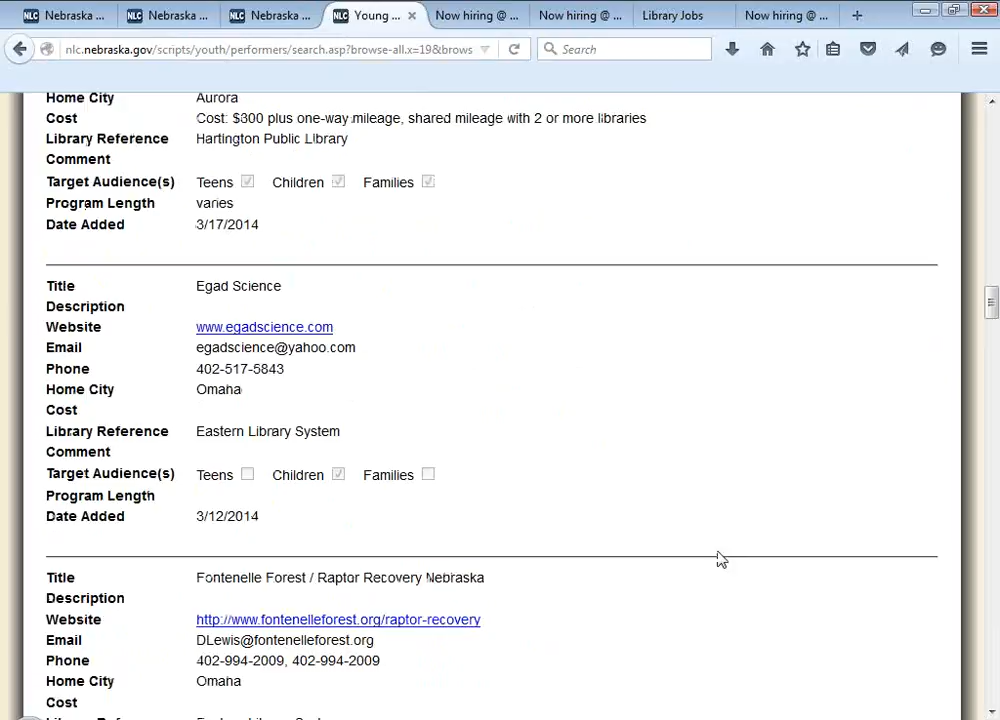 Nebraska ...
Nebraska ...
Nebraska ...
Young ...
Now hiring @ ...
Now hiring @ ...
Library Jobs
Now hiring @ ...
nlc.nebraska.gov/scripts/youth/performers/search.asp?browse-all.x=19&brows
Search
Home City Aurora
Cost Cost: $300 plus one-way mileage, shared mileage with 2 or more libraries
Library Reference Hartington Public Library
Comment
Target Audience(s) Teens Children Families
Program Length varies
Date Added 3/17/2014
Title Egad Science
Description
Website www.egadscience.com
Email egadscience@yahoo.com
Phone 402-517-5843
Home City Omaha
Cost
Library Reference Eastern Library System
Comment
Target Audience(s) Teens Children Families
Program Length
Date Added 3/12/2014
Title Fontenelle Forest / Raptor Recovery Nebraska
Description
Website http://www.fontenelleforest.org/raptor-recovery
Email DLewis@fontenelleforest.org
Phone 402-994-2009, 402-994-2009
Home City Omaha
Cost